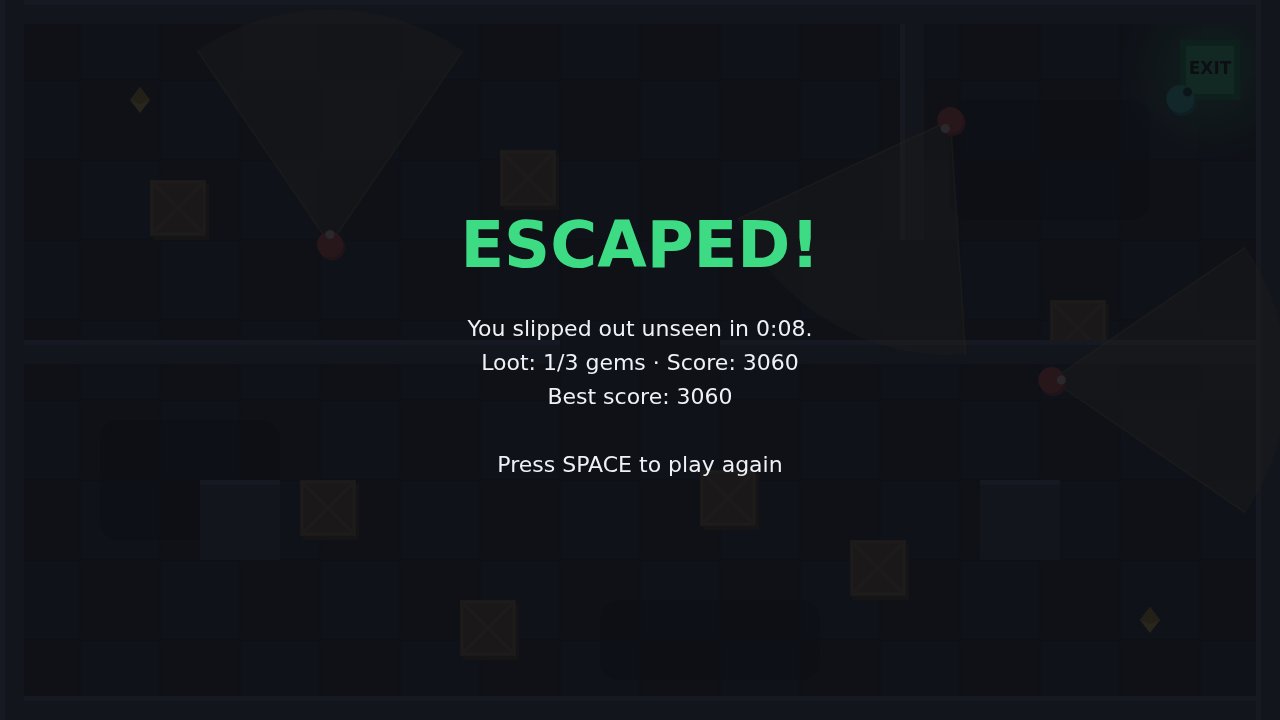 EXIT
ESCAPED!
You slipped out unseen in 0:08.
Loot: 1/3 gems · Score: 3060
Best score: 3060
Press SPACE to play again